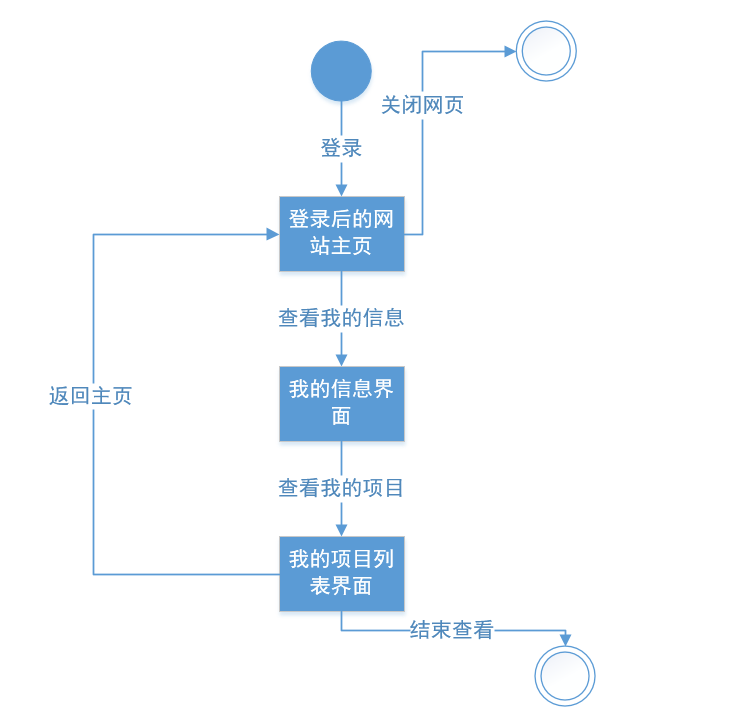 关闭网页
登录
登录后的网
站主页
查看我的信息
我的信息界
面
返回主页
查看我的项目
我的项目列
表界面
结束查看